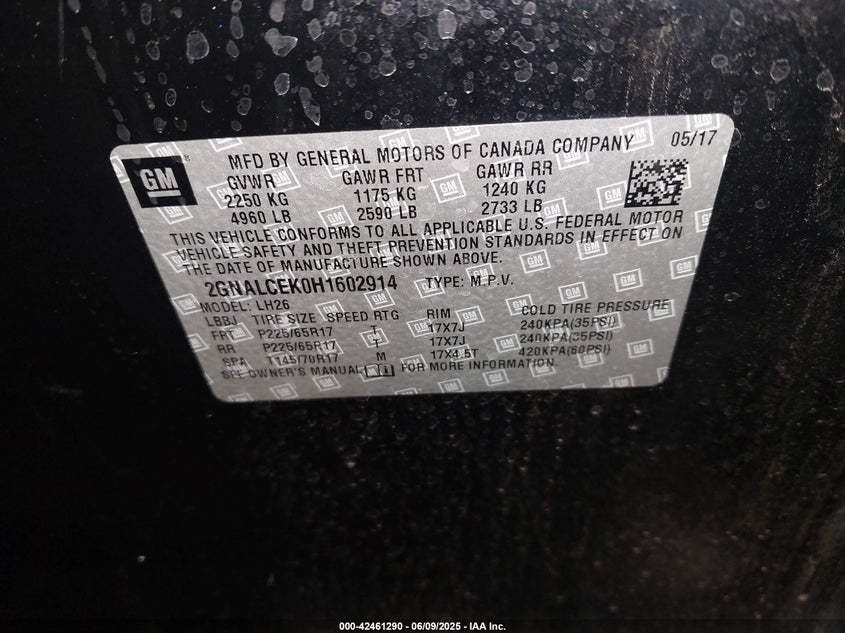 GM
MFD BY GENERAL MOTORS OF CANADA COMPANY 05/17
GVWR GAWR FRT GAWR RR
2250 KG 1175 KG 1240 KG
4960 LB 2590 LB 2733 LB
THIS VEHICLE CONFORMS TO ALL APPLICABLE U.S. FEDERAL MOTOR
VEHICLE SAFETY AND THEFT PREVENTION STANDARDS IN EFFECT ON
THE DATE OF MANUFACTURE SHOWN ABOVE.
2GNALCEK0H1602914 TYPE: M.P.V.
MODEL: LH26
LBBJ TIRE SIZE SPEED RTG RIM COLD TIRE PRESSURE
FRT P225/65R17 T 17X7J 240KPA(35PSI)
RR P225/65R17 T 17X7J 240KPA(35PSI)
SPA T145/70R17 M 17X4.5T 420KPA(60PSI)
SEE OWNER'S MANUAL FOR MORE INFORMATION.
000-42461290 - 06/09/2025 - IAA Inc.